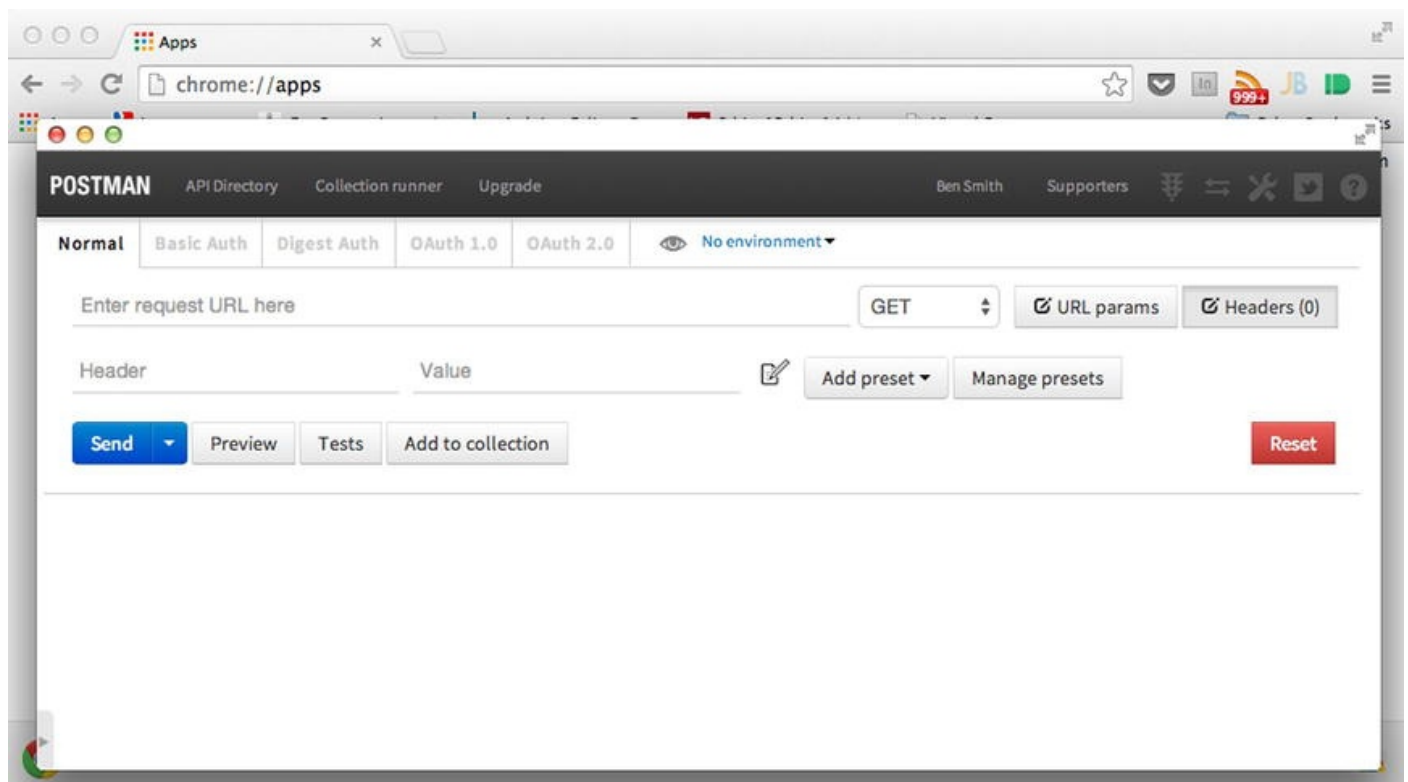 Apps
chrome://apps
In
999+
JB
POSTMAN API Directory Collection runner Upgrade Ben Smith Supporters
Normal Basic Auth Digest Auth OAuth 1.0 OAuth 2.0 No environment
Enter request URL here GET URL params Headers (0)
Header Value Add preset Manage presets
Send Preview Tests Add to collection Reset